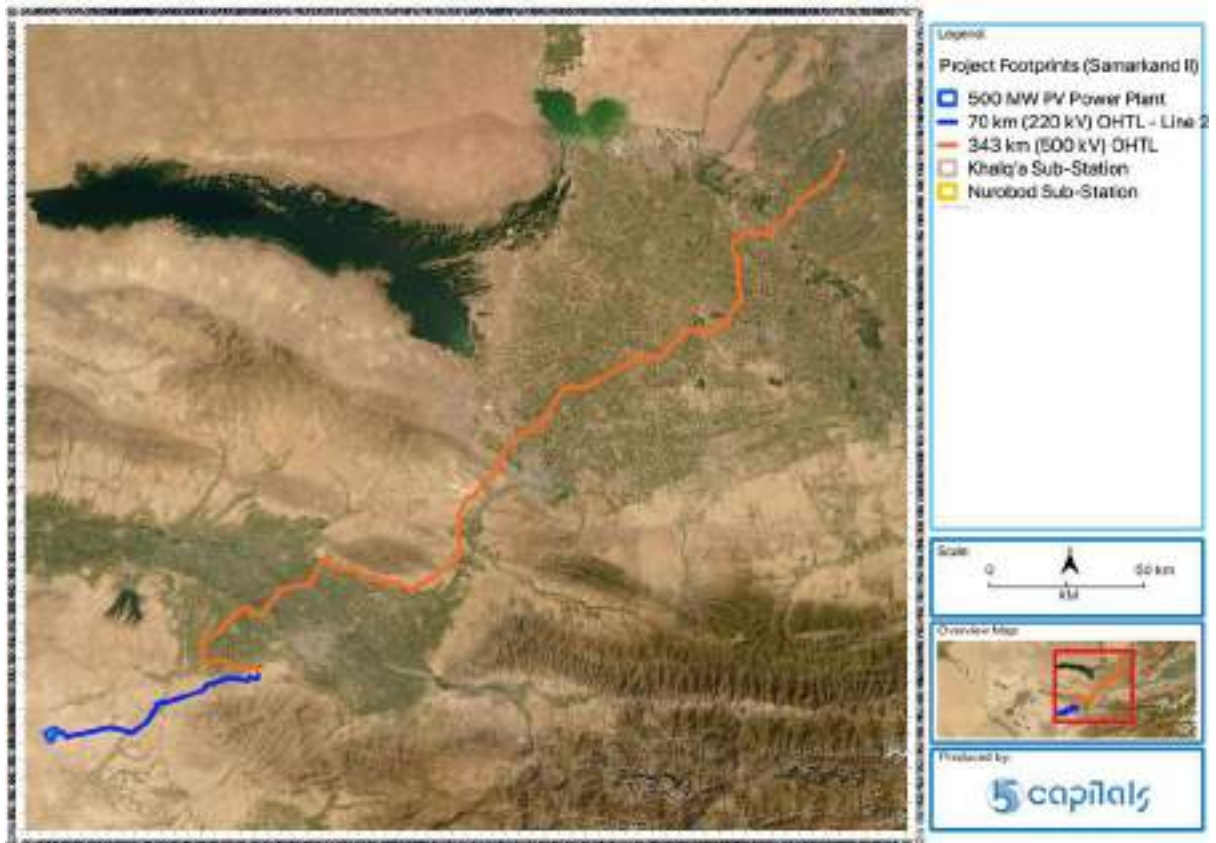 Legend
Project Footprints (Samarkand II)
500 MW PV Power Plant
70 km (220 kV) OHTL - Line 2
343 km (500 kV) OHTL
Khalq'a Sub-Station
Nurobod Sub-Station
Scale
0 50 km
KM
Overview Map
Produced by:
5 capitals